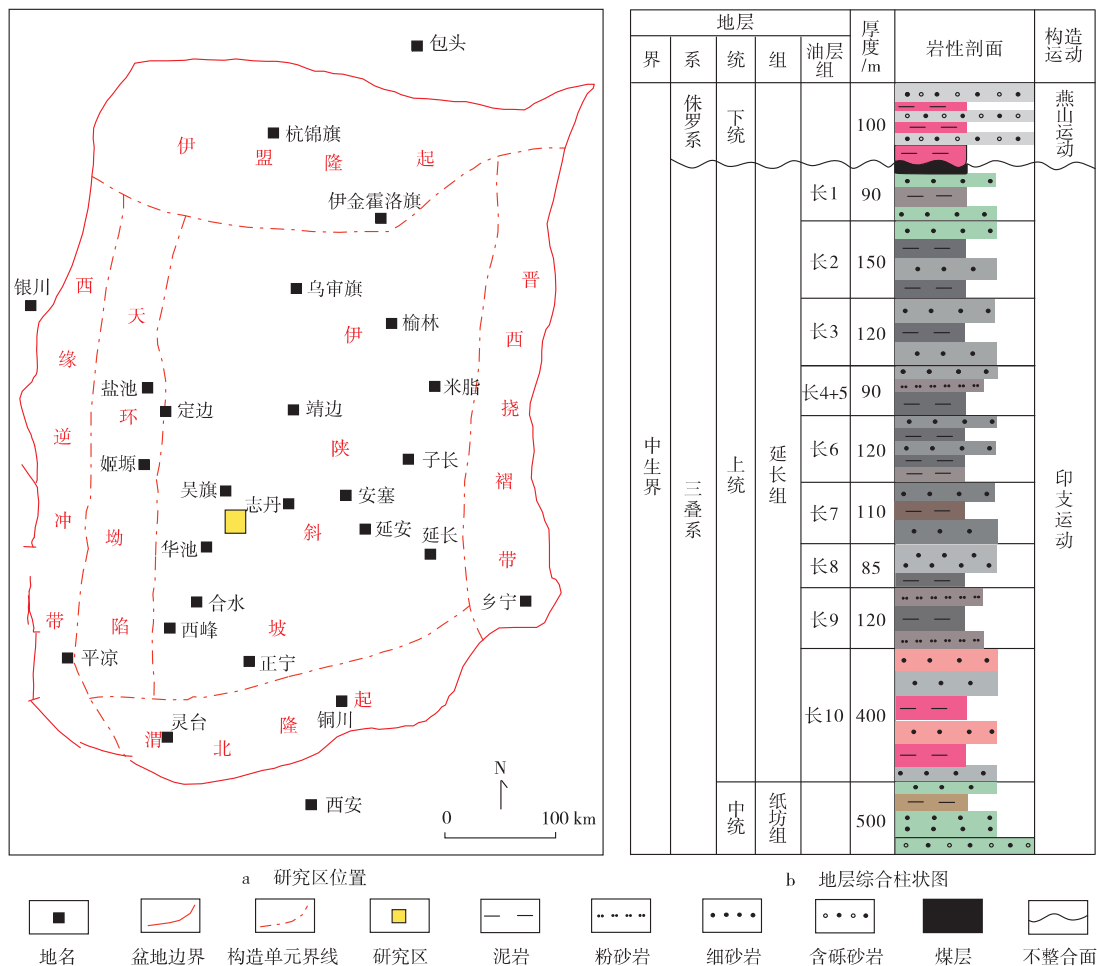 包头
杭锦旗
伊盟隆起
伊金霍洛旗
银川
乌审旗
榆林
盐池
定边
靖边
米脂
姬塬
子长
吴旗
志丹
安塞
延安
延长
华池
合水
西峰
乡宁
平凉
正宁
铜川
灵台
西安
西缘逆冲带
天环坳陷
伊陕斜坡
晋西挠褶带
渭北隆起
N
0 100 km
a 研究区位置
地层
厚度/m
岩性剖面
构造运动
界 系 统 组 油层组
中生界
侏罗系
下统
100
燕山运动
三叠系
上统
延长组
印支运动
长1 90
长2 150
长3 120
长4+5 90
长6 120
长7 110
长8 85
长9 120
长10 400
中统
纸坊组
500
b 地层综合柱状图
地名
盆地边界
构造单元界线
研究区
泥岩
粉砂岩
细砂岩
含砾砂岩
煤层
不整合面